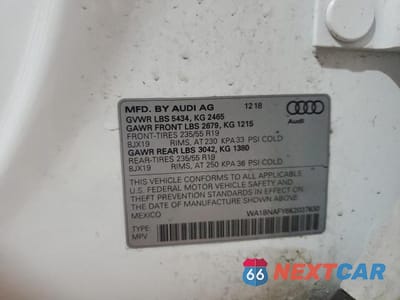 MFD. BY AUDI AG 12 18
GVWR LBS 5434, KG 2465
GAWR FRONT LBS 2679, KG 1215
FRONT-TIRES 235/55 R19
8JX19 RIMS, AT 230 KPA 33 PSI COLD
GAWR REAR LBS 3042, KG 1380
REAR-TIRES 235/55 R19
8JX19 RIMS, AT 250 KPA 36 PSI COLD
Audi
THIS VEHICLE CONFORMS TO ALL APPLICABLE
U.S. FEDERAL MOTOR VEHICLE SAFETY AND
THEFT PREVENTION STANDARDS IN EFFECT ON THE
DATE OF MANUFACTURE SHOWN ABOVE
MEXICO
TYPE:
MPV
66 NEXTCAR